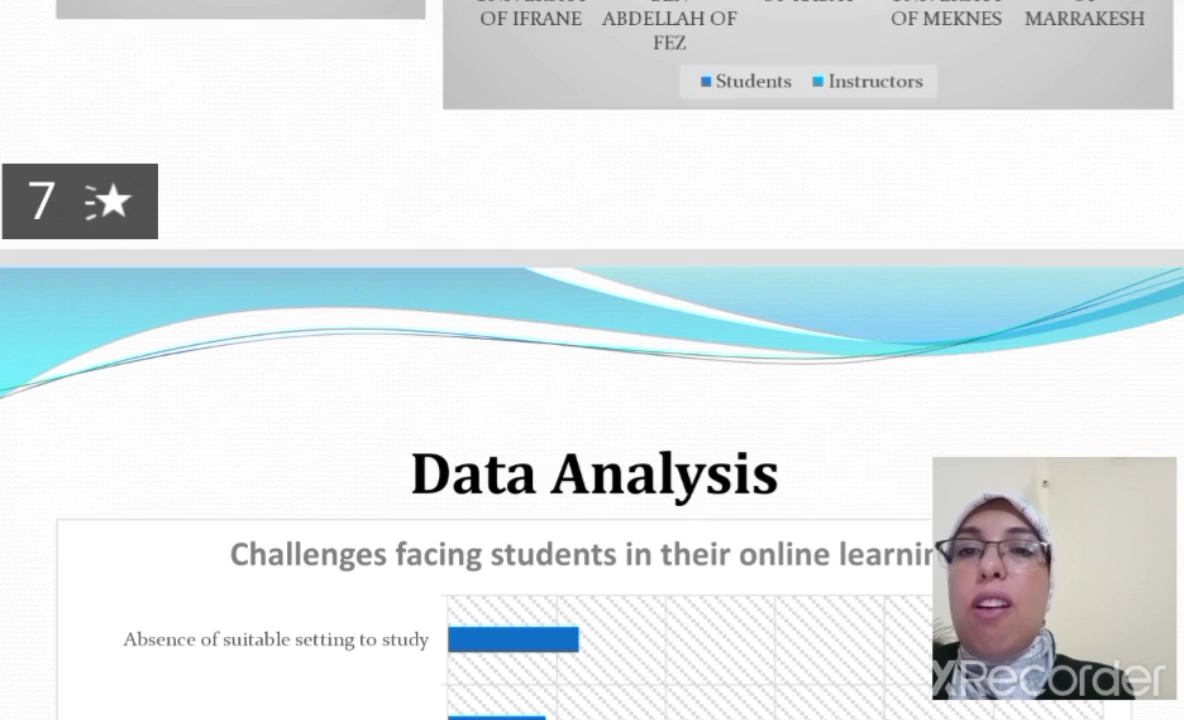 OF IFRANE ABDELLAH OF OF MEKNES MARRAKESH
FEZ
Students Instructors
7
Data Analysis
Challenges facing students in their online learnin
Absence of suitable setting to study
XRecorder